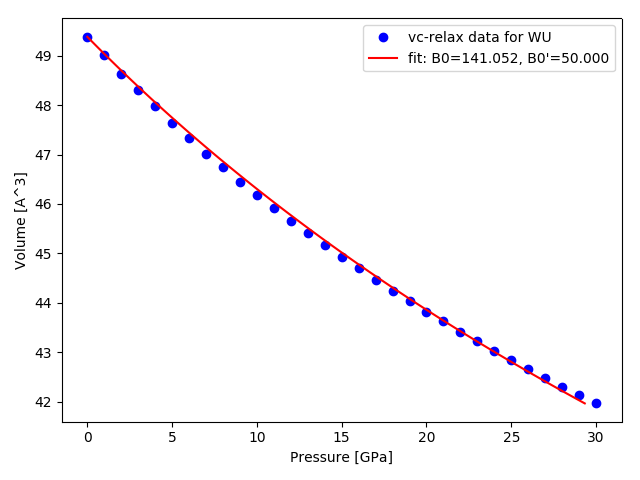 vc-relax data for WU
fit: B0=141.052, B0'=50.000
Volume [A^3]
49
48
47
46
45
44
43
42
0 5 10 15 20 25 30
Pressure [GPa]